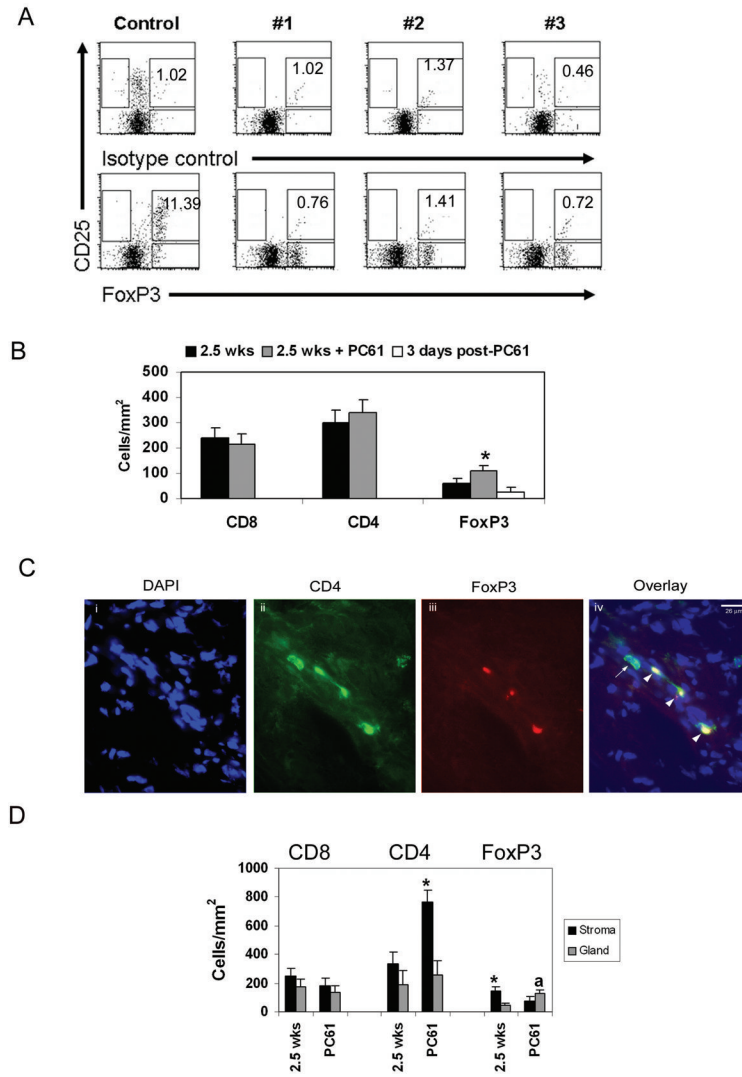 A
Control #1 #2 #3
1.02 1.02 1.37 0.46
Isotype control
11.39 0.76 1.41 0.72
CD25
FoxP3
B
2.5 wks 2.5 wks + PC61 3 days post-PC61
500
400
300
200
100
0
Cells/mm²
*
CD8 CD4 FoxP3
C
DAPI CD4 FoxP3 Overlay
i ii iii iv
D
CD8 CD4 FoxP3
1000
800
600
400
200
0
Cells/mm²
* * a
Stroma
Gland
2.5 wks PC61 2.5 wks PC61 2.5 wks PC61